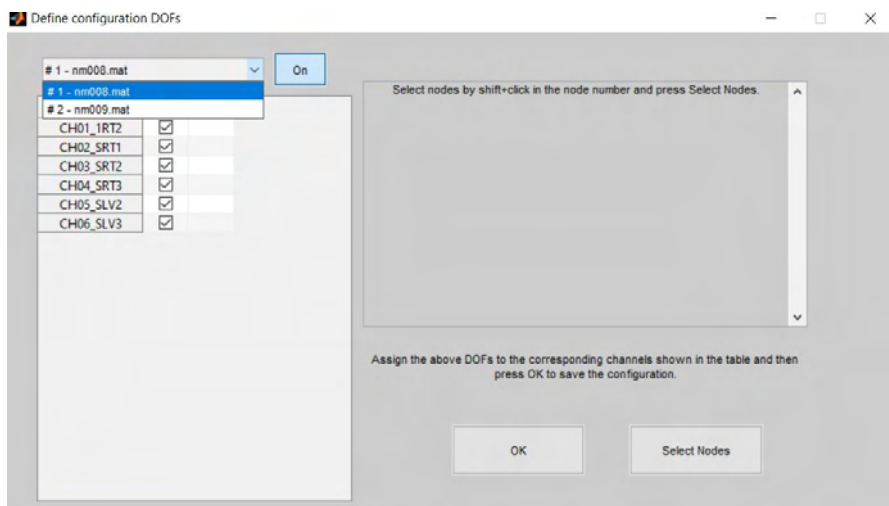 Define configuration DOFs
# 1 - nm008.mat
On
# 1 - nm008.mat
# 2 - nm009.mat
CH01_1RT2
CH02_SRT1
CH03_SRT2
CH04_SRT3
CH05_SLV2
CH06_SLV3
Select nodes by shift+click in the node number and press Select Nodes.
Assign the above DOFs to the corresponding channels shown in the table and then
press OK to save the configuration.
OK
Select Nodes